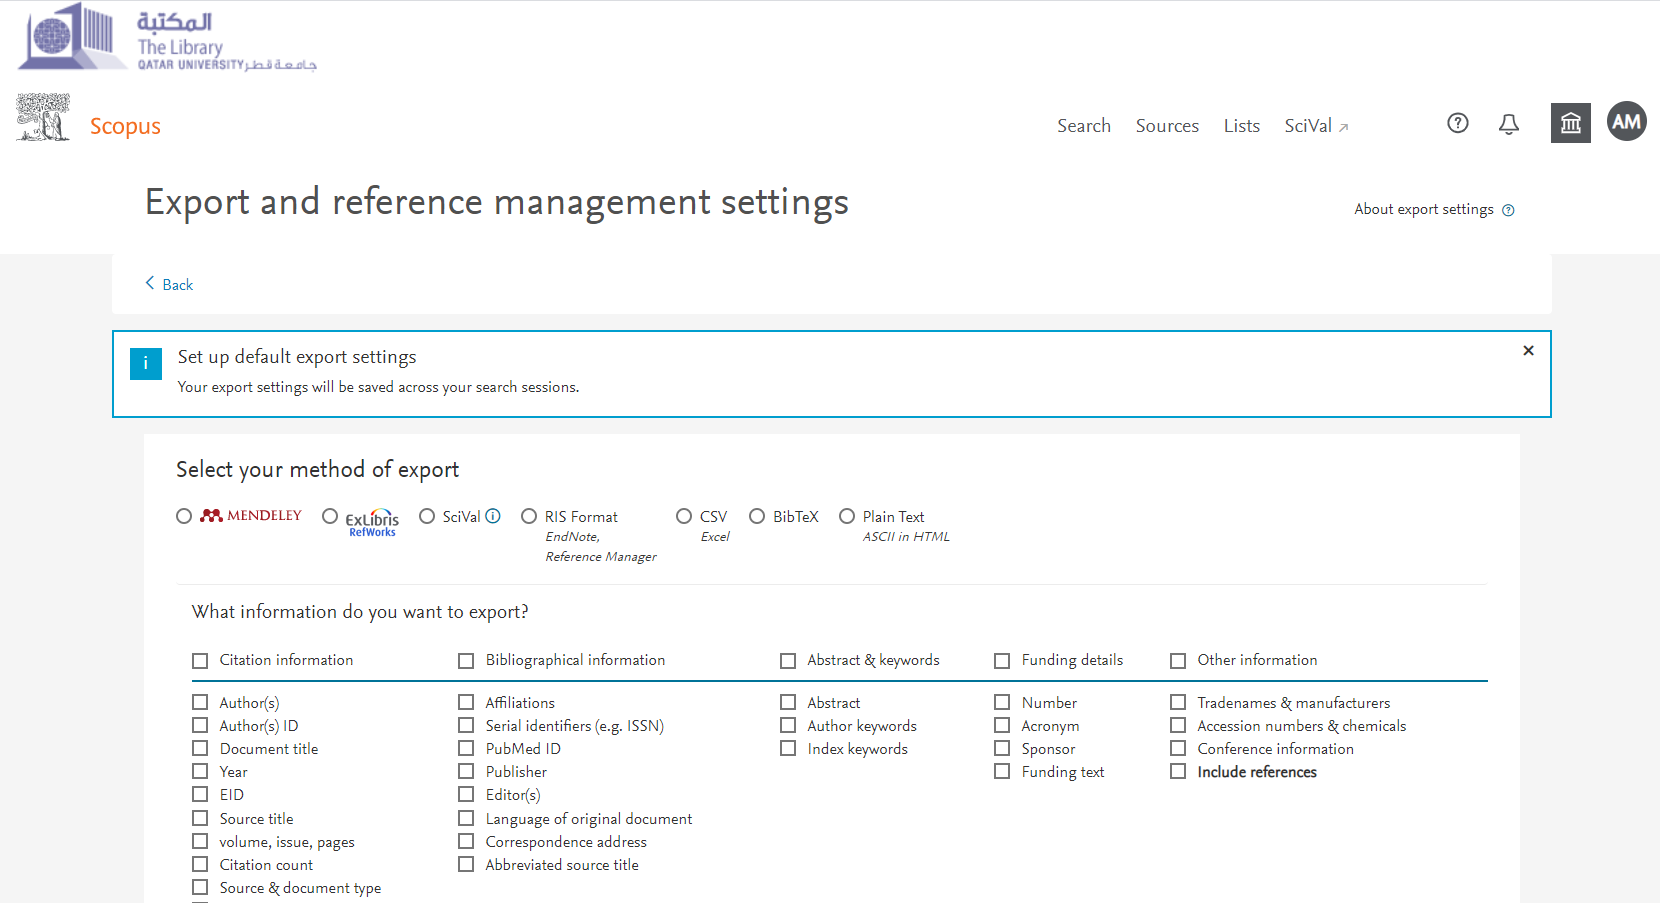 المكتبة
The Library
QATAR UNIVERSITY جامعة قطر
Scopus
Search Sources Lists SciVal ↗ ? AM
Export and reference management settings
About export settings ?
Back
i Set up default export settings ×
Your export settings will be saved across your search sessions.
Select your method of export
MENDELEY ExLibris RefWorks SciVal i RIS Format CSV BibTeX Plain Text
EndNote, Excel ASCII in HTML
Reference Manager
What information do you want to export?
Citation information Bibliographical information Abstract & keywords Funding details Other information
Author(s) Affiliations Abstract Number Tradenames & manufacturers
Author(s) ID Serial identifiers (e.g. ISSN) Author keywords Acronym Accession numbers & chemicals
Document title PubMed ID Index keywords Sponsor Conference information
Year Publisher Funding text Include references
EID Editor(s)
Source title Language of original document
volume, issue, pages Correspondence address
Citation count Abbreviated source title
Source & document type